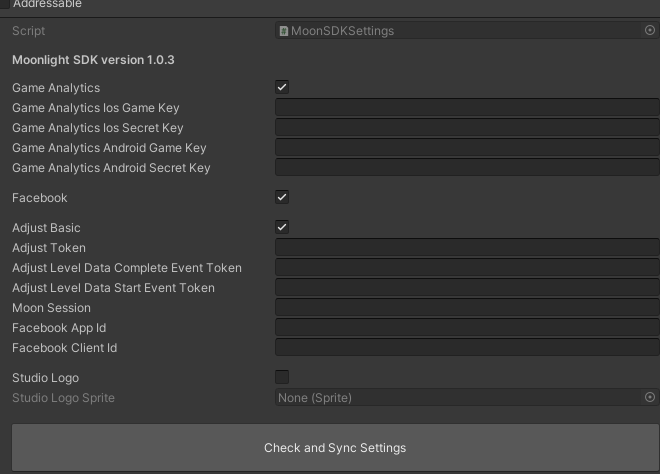 Addressable
Script MoonSDKSettings
Moonlight SDK version 1.0.3
Game Analytics
Game Analytics Ios Game Key
Game Analytics Ios Secret Key
Game Analytics Android Game Key
Game Analytics Android Secret Key
Facebook
Adjust Basic
Adjust Token
Adjust Level Data Complete Event Token
Adjust Level Data Start Event Token
Moon Session
Facebook App Id
Facebook Client Id
Studio Logo
Studio Logo Sprite None (Sprite)
Check and Sync Settings